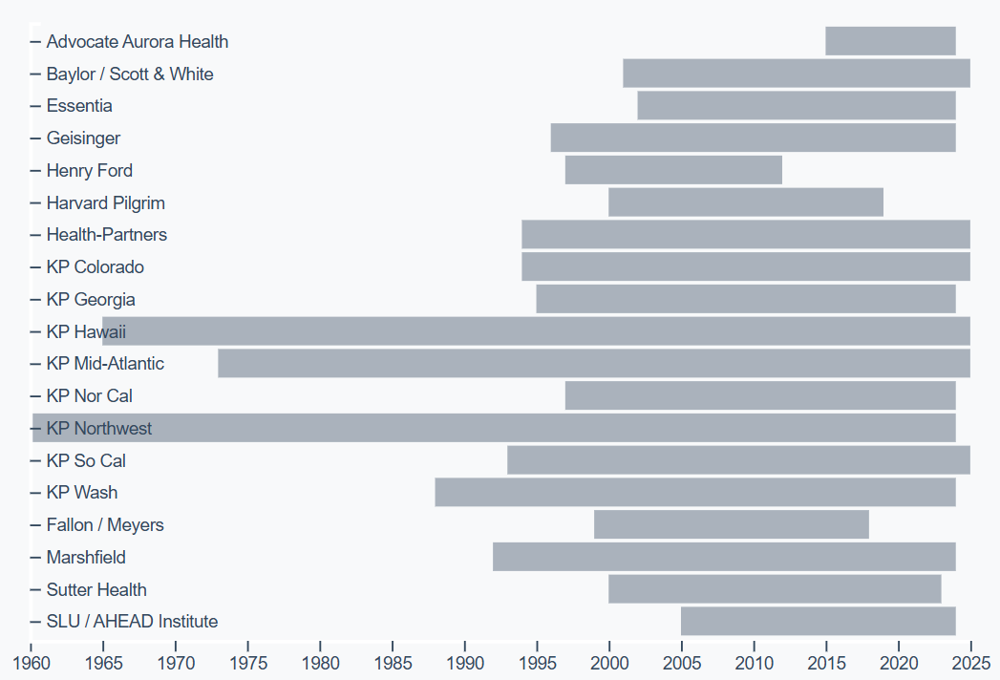 Advocate Aurora Health
Baylor / Scott & White
Essentia
Geisinger
Henry Ford
Harvard Pilgrim
Health-Partners
KP Colorado
KP Georgia
KP Hawaii
KP Mid-Atlantic
KP Nor Cal
KP Northwest
KP So Cal
KP Wash
Fallon / Meyers
Marshfield
Sutter Health
SLU / AHEAD Institute
1960 1965 1970 1975 1980 1985 1990 1995 2000 2005 2010 2015 2020 2025